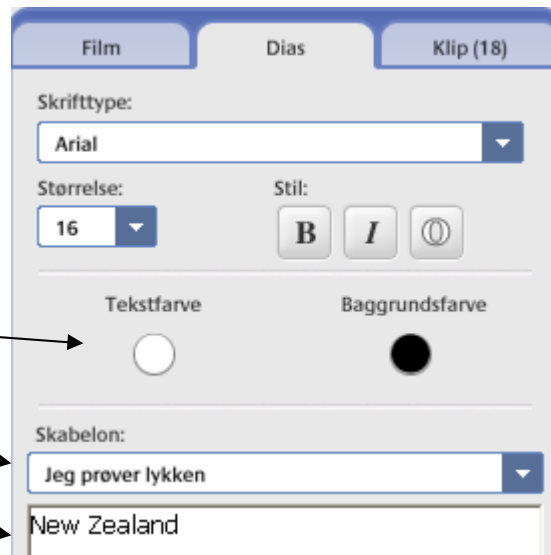 Film Dias Klip (18)
Skrifttype:
Arial
Størrelse: Stil:
16 B I O
Tekstfarve Baggrundsfarve
Skabelon:
Jeg prøver lykken
New Zealand